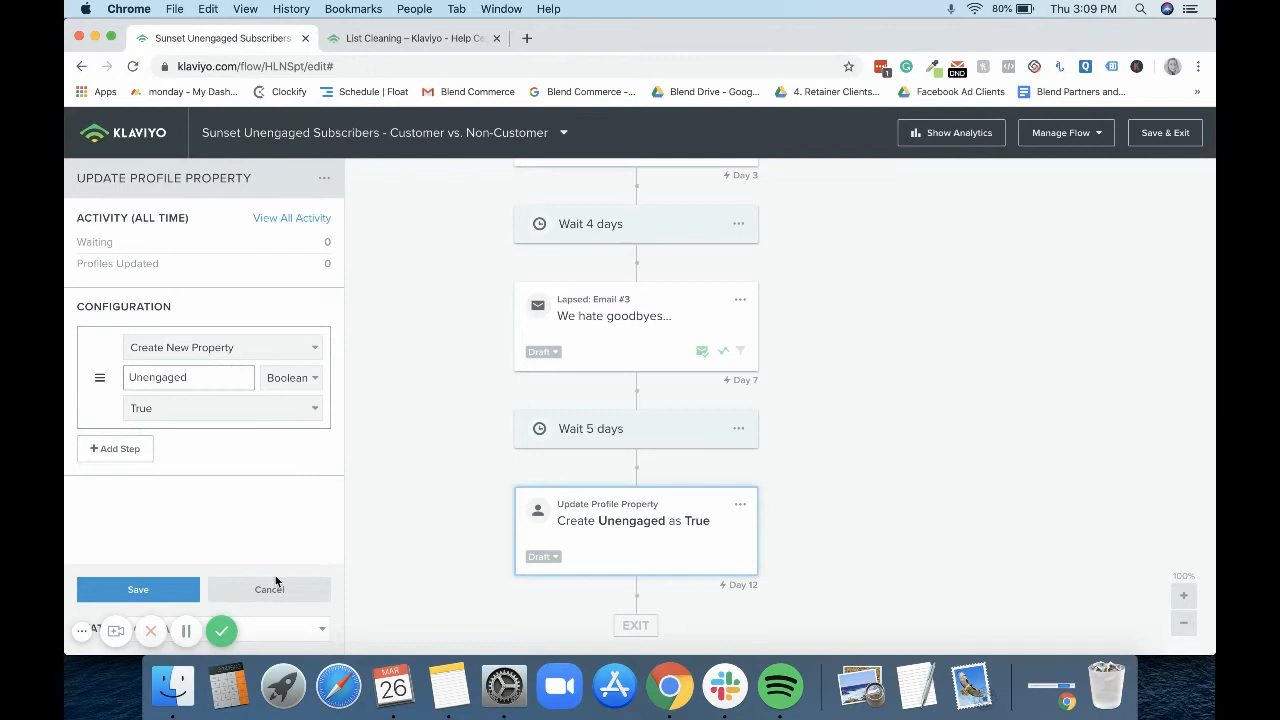 Chrome File Edit View History Bookmarks People Tab Window Help 80% Thu 3:09 PM
Sunset Unengaged Subscribers List Cleaning – Klaviyo - Help Ce
klaviyo.com/flow/HLNSpt/edit#
1 DND
Apps monday - My Dash... Clockify Schedule | Float Blend Commerce -... Blend Commerce -... Blend Drive - Goog... 4. Retainer Clients... Facebook Ad Clients Blend Partners and... »
KLAVIYO Sunset Unengaged Subscribers - Customer vs. Non-Customer Show Analytics Manage Flow Save & Exit
UPDATE PROFILE PROPERTY
ACTIVITY (ALL TIME) View All Activity
Waiting 0
Profiles Updated 0
CONFIGURATION
Create New Property
Unengaged Boolean
True
+ Add Step
Save Cancel
Day 3
Wait 4 days
Lapsed: Email #3
We hate goodbyes...
Draft
Day 7
Wait 5 days
Update Profile Property
Create Unengaged as True
Draft
Day 12
EXIT
100%
+
−
MAR
26